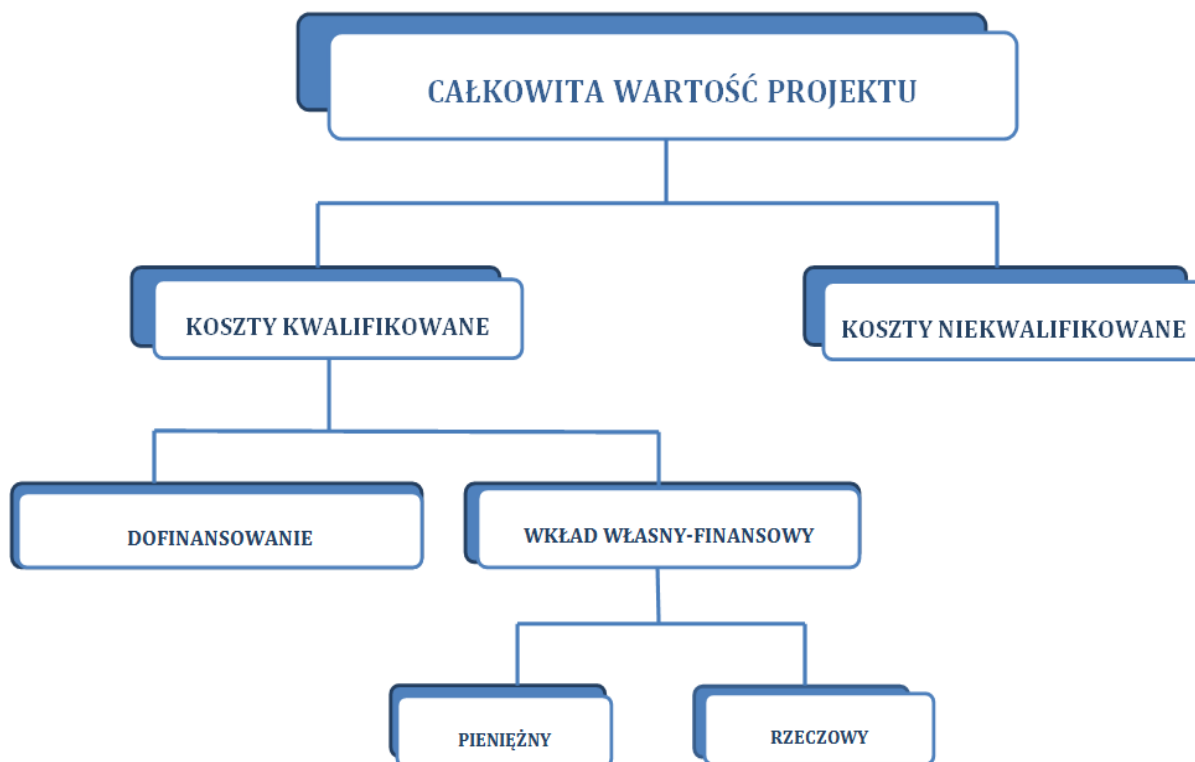 CAŁKOWITA WARTOŚĆ PROJEKTU
KOSZTY KWALIFIKOWANE
KOSZTY NIEKWALIFIKOWANE
DOFINANSOWANIE
WKŁAD WŁASNY-FINANSOWY
PIENIĘŻNY
RZECZOWY